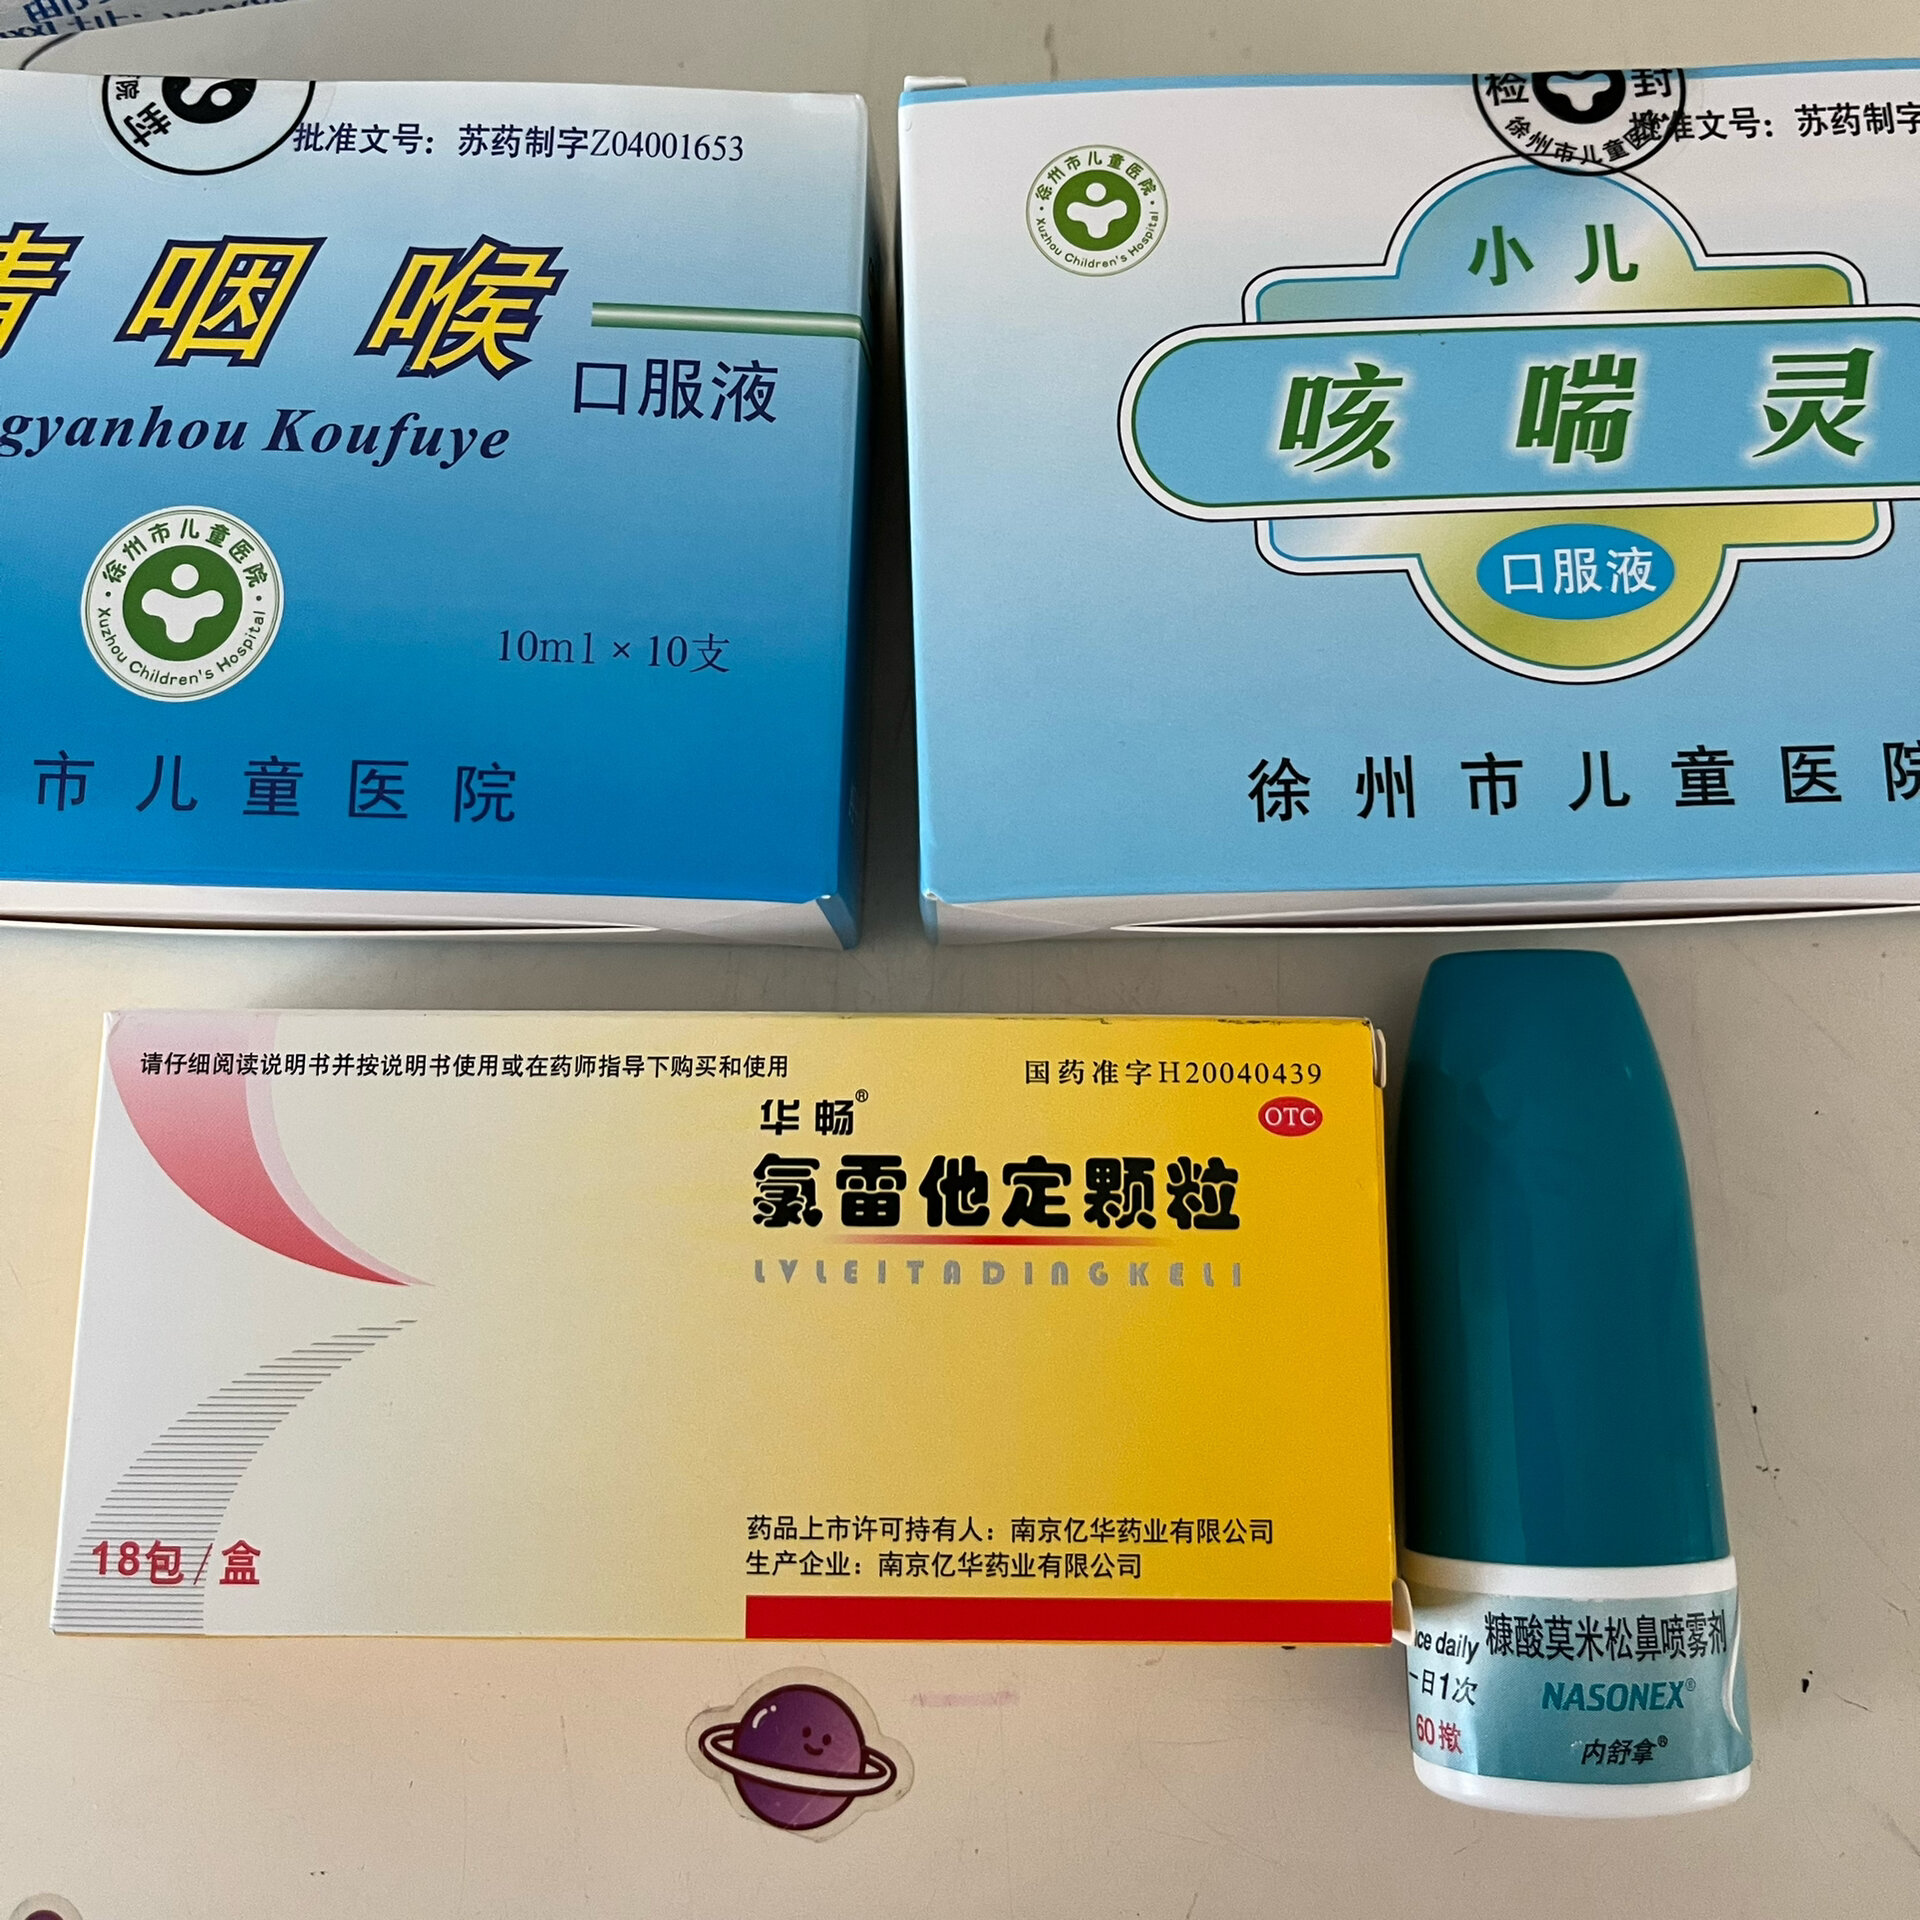 批准文号：苏药制字Z04001653
清咽喉
口服液
gyanhou Koufuye
徐州市儿童医院
Xuzhou Children's Hospital
10ml×10支
市儿童医院
检 封
徐州市儿童医
批准文号：苏药制字
徐州市儿童医院
Xuzhou Children's Hospital
小儿
咳喘灵
口服液
徐州市儿童医院
请仔细阅读说明书并按说明书使用或在药师指导下购买和使用
国药准字H20040439
OTC
华畅®
氯雷他定颗粒
LVLEITADINGKELI
18包/盒
药品上市许可持有人：南京亿华药业有限公司
生产企业：南京亿华药业有限公司
ce daily
一日1次
60揿
糠酸莫米松鼻喷雾剂
NASONEX®
内舒拿®